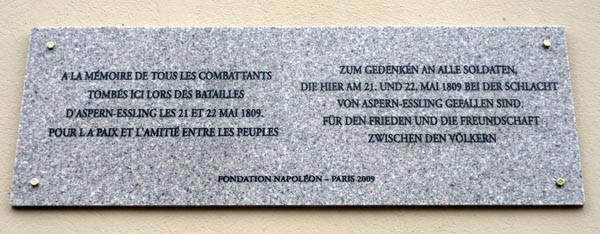 A LA MÉMOIRE DE TOUS LES COMBATTANTS
TOMBÉS ICI LORS DES BATAILLES
D'ASPERN-ESSLING LES 21 ET 22 MAI 1809.
POUR L A PAIX ET L'AMITIÉ ENTRE LES PEUPLES
ZUM GEDENKEN AN ALLE SOLDATEN,
DIE HIER AM 21. UND 22. MAI 1809 BEI DER SCHLACHT
VON ASPERN-ESSLING GEFALLEN SIND.
FÜR DEN FRIEDEN UND DIE FREUNDSCHAFT
ZWISCHEN DEN VÖLKERN
FONDATION NAPOLÉON – PARIS 2009